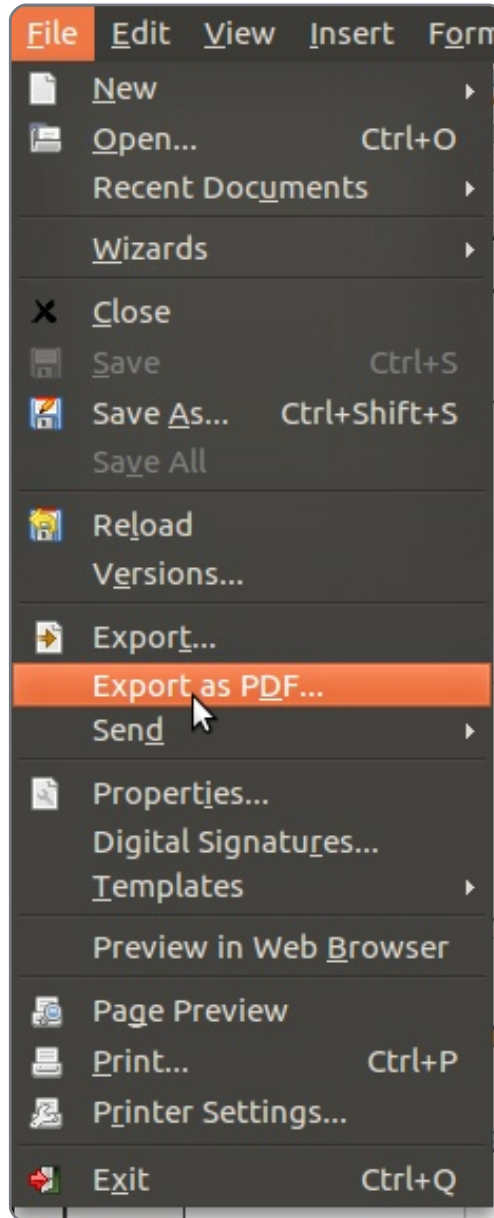 File Edit View Insert Form
New
Open... Ctrl+O
Recent Documents
Wizards
Close
Save Ctrl+S
Save As... Ctrl+Shift+S
Save All
Reload
Versions...
Export...
Export as PDF...
Send
Properties...
Digital Signatures...
Templates
Preview in Web Browser
Page Preview
Print... Ctrl+P
Printer Settings...
Exit Ctrl+Q